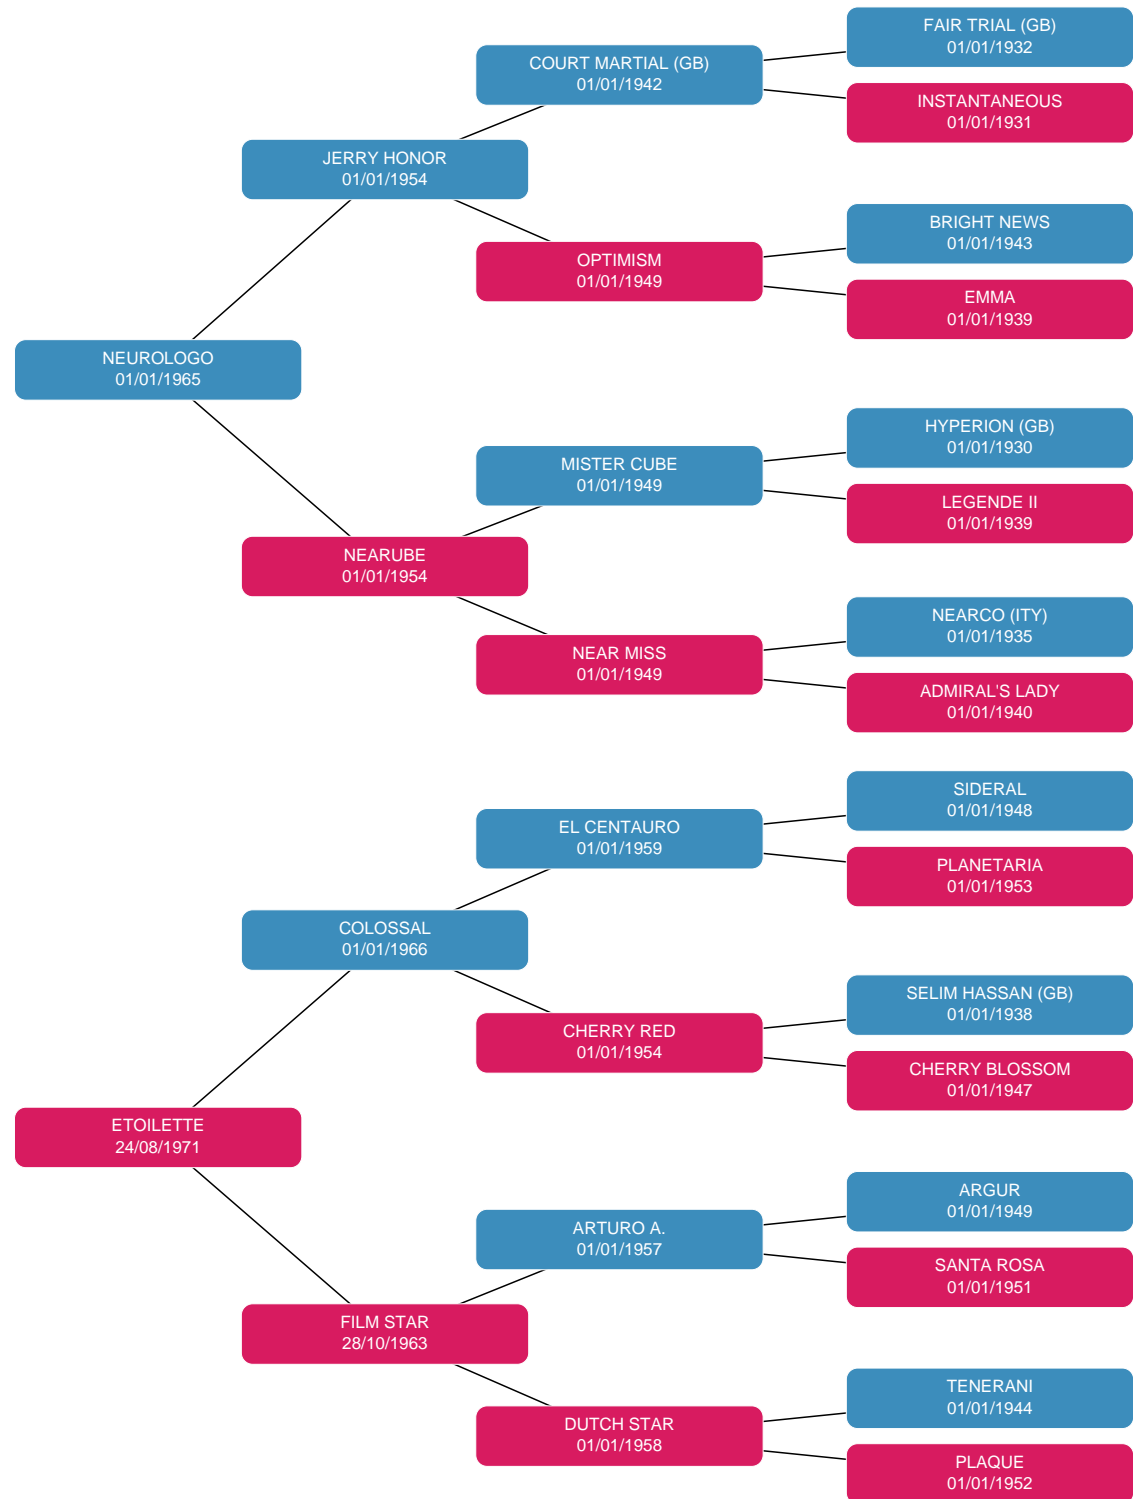 FAIR TRIAL (GB)
01/01/1932
COURT MARTIAL (GB)
01/01/1942
INSTANTANEOUS
01/01/1931
JERRY HONOR
01/01/1954
BRIGHT NEWS
01/01/1943
OPTIMISM
01/01/1949
EMMA
01/01/1939
NEUROLOGO
01/01/1965
HYPERION (GB)
01/01/1930
MISTER CUBE
01/01/1949
LEGENDE II
01/01/1939
NEARUBE
01/01/1954
NEARCO (ITY)
01/01/1935
NEAR MISS
01/01/1949
ADMIRAL'S LADY
01/01/1940
SIDERAL
01/01/1948
EL CENTAURO
01/01/1959
PLANETARIA
01/01/1953
COLOSSAL
01/01/1966
SELIM HASSAN (GB)
01/01/1938
CHERRY RED
01/01/1954
CHERRY BLOSSOM
01/01/1947
ETOILETTE
24/08/1971
ARGUR
01/01/1949
ARTURO A.
01/01/1957
SANTA ROSA
01/01/1951
FILM STAR
28/10/1963
TENERANI
01/01/1944
DUTCH STAR
01/01/1958
PLAQUE
01/01/1952